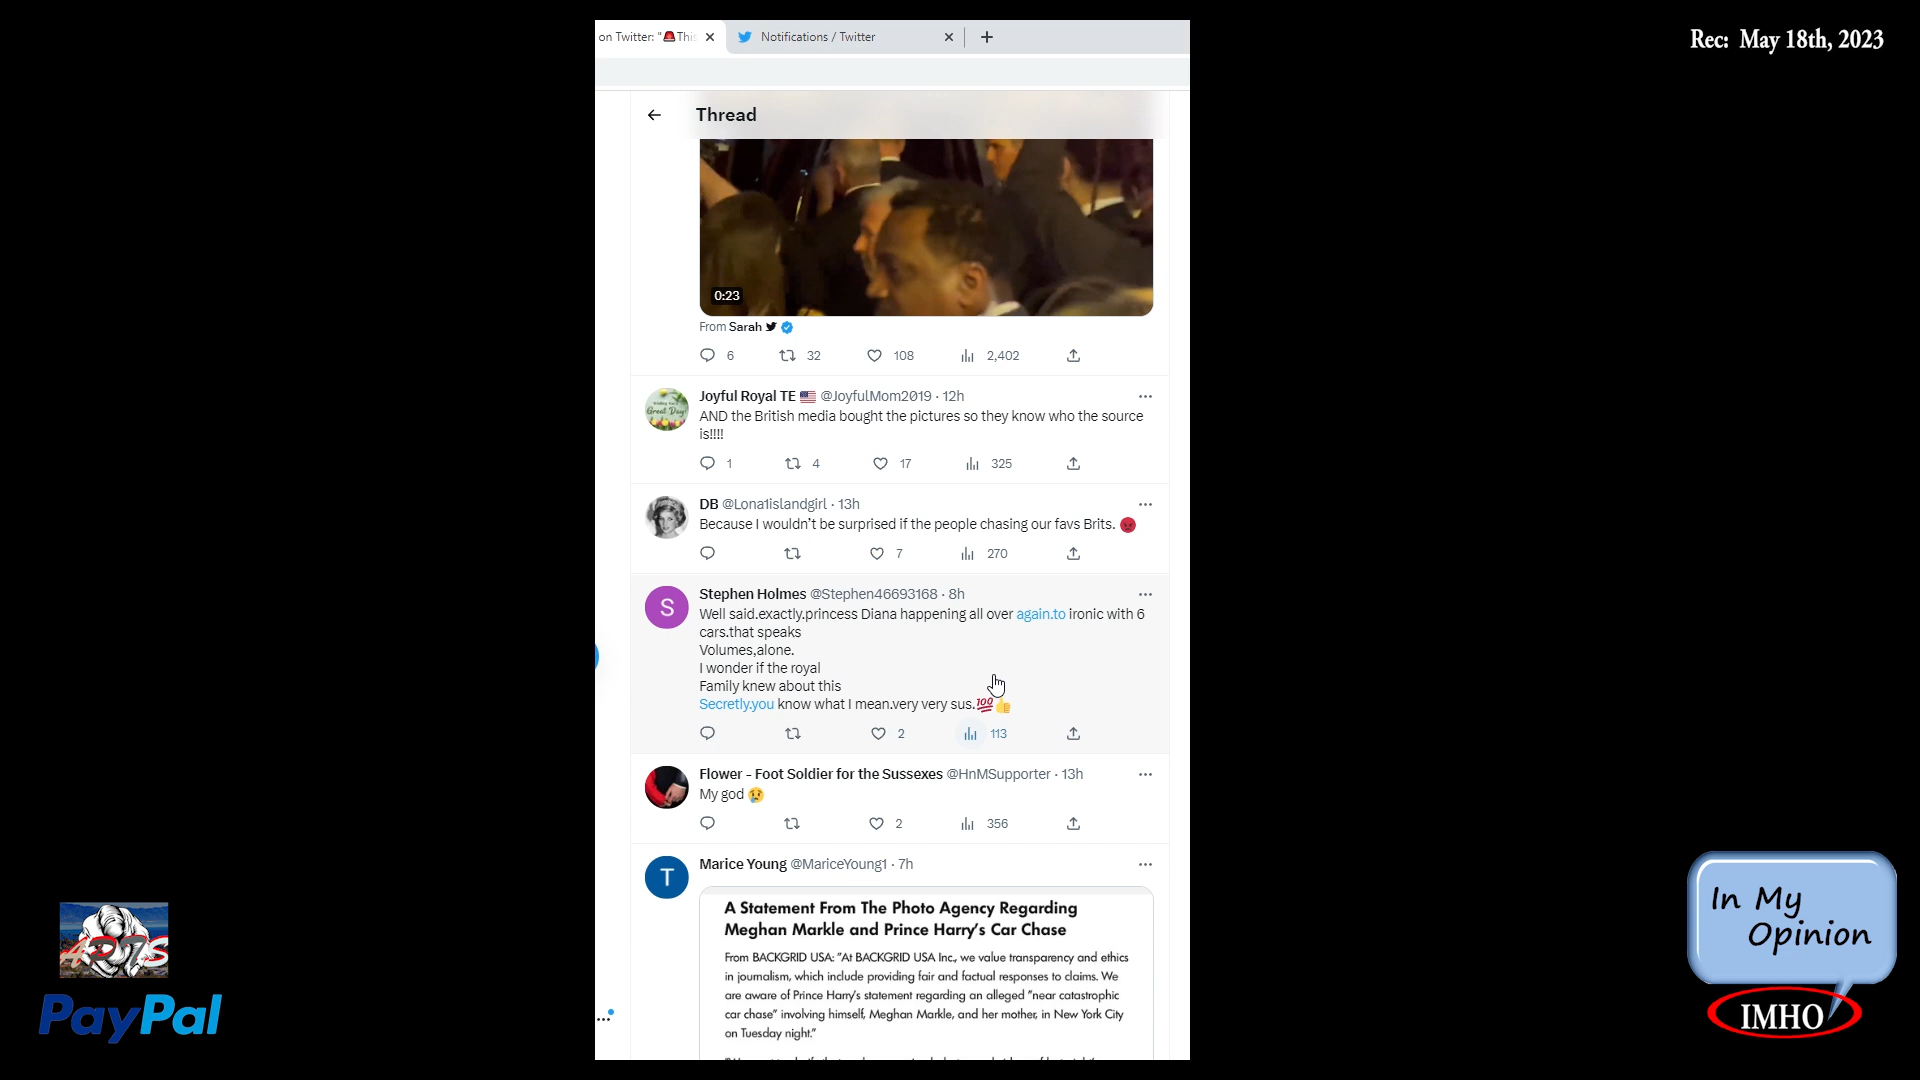 on Twitter: "🚨This
Notifications / Twitter
Rec: May 18th, 2023
Thread
0:23
From Sarah
6 32 108 2,402
Joyful Royal TE 🇺🇸 @JoyfulMom2019 · 12h
AND the British media bought the pictures so they know who the source
is!!!!
1 4 17 325
DB @Lona1islandgirl · 13h
Because I wouldn't be surprised if the people chasing our favs Brits. 😡
7 270
S
Stephen Holmes @Stephen46693168 · 8h
Well said.exactly.princess Diana happening all over again.to ironic with 6
cars.that speaks
Volumes,alone.
I wonder if the royal
Family knew about this
Secretly.you know what I mean.very very sus.💯👍
2 113
Flower - Foot Soldier for the Sussexes @HnMSupporter · 13h
My god 😢
2 356
T
Marice Young @MariceYoung1 · 7h
A Statement From The Photo Agency Regarding
Meghan Markle and Prince Harry's Car Chase
From BACKGRID USA: "At BACKGRID USA Inc., we value transparency and ethics
in journalism, which include providing fair and factual responses to claims. We
are aware of Prince Harry's statement regarding an alleged "near catastrophic
car chase" involving himself, Meghan Markle, and her mother, in New York City
on Tuesday night."
PayPal
In My
Opinion
IMHO